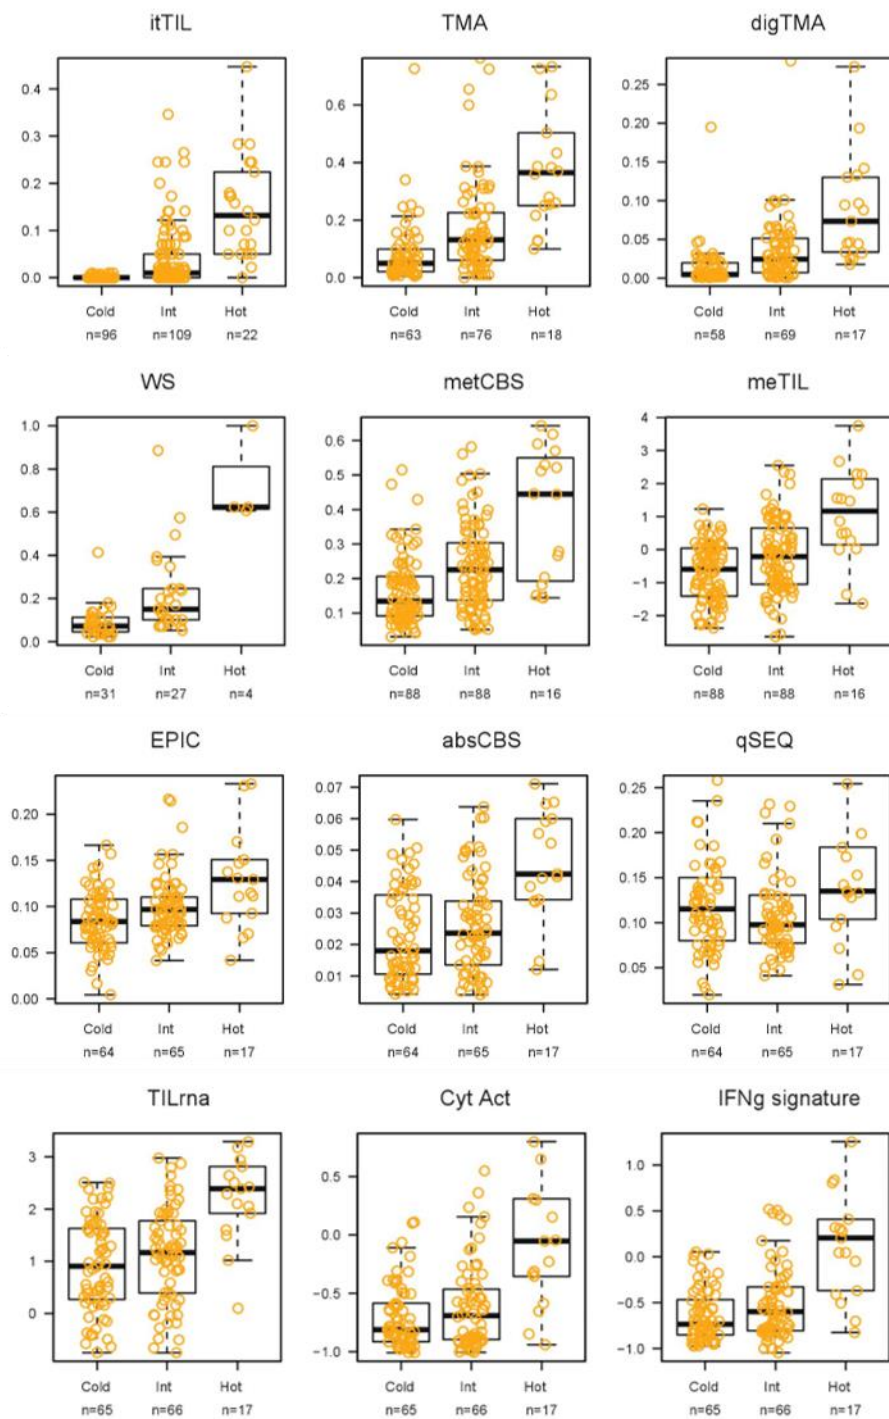 itTIL TMA digTMA
0.4 0.6 0.25
0.3 0.20
0.2 0.4 0.15
0.1 0.2 0.10
0.05
0.0 0.0 0.00
Cold Int Hot Cold Int Hot Cold Int Hot
n=96 n=109 n=22 n=63 n=76 n=18 n=58 n=69 n=17
WS metCBS meTIL
1.0 0.6 4
0.8 0.5 3
0.6 0.4 2
0.4 0.3 1
0.2 0.2 0
0.0 0.1 −1
−2
Cold Int Hot Cold Int Hot Cold Int Hot
n=31 n=27 n=4 n=88 n=88 n=16 n=88 n=88 n=16
EPIC absCBS qSEQ
0.20 0.07 0.25
0.15 0.06 0.20
0.10 0.05 0.15
0.05 0.04 0.10
0.00 0.03 0.05
0.02
0.01
Cold Int Hot Cold Int Hot Cold Int Hot
n=64 n=65 n=17 n=64 n=65 n=17 n=64 n=65 n=17
TILrna Cyt Act IFNg signature
3 0.5 1.0
2 0.0 0.5
1 −0.5 0.0
0 −1.0 −0.5
−1.0
Cold Int Hot Cold Int Hot Cold Int Hot
n=65 n=66 n=17 n=65 n=66 n=17 n=65 n=66 n=17